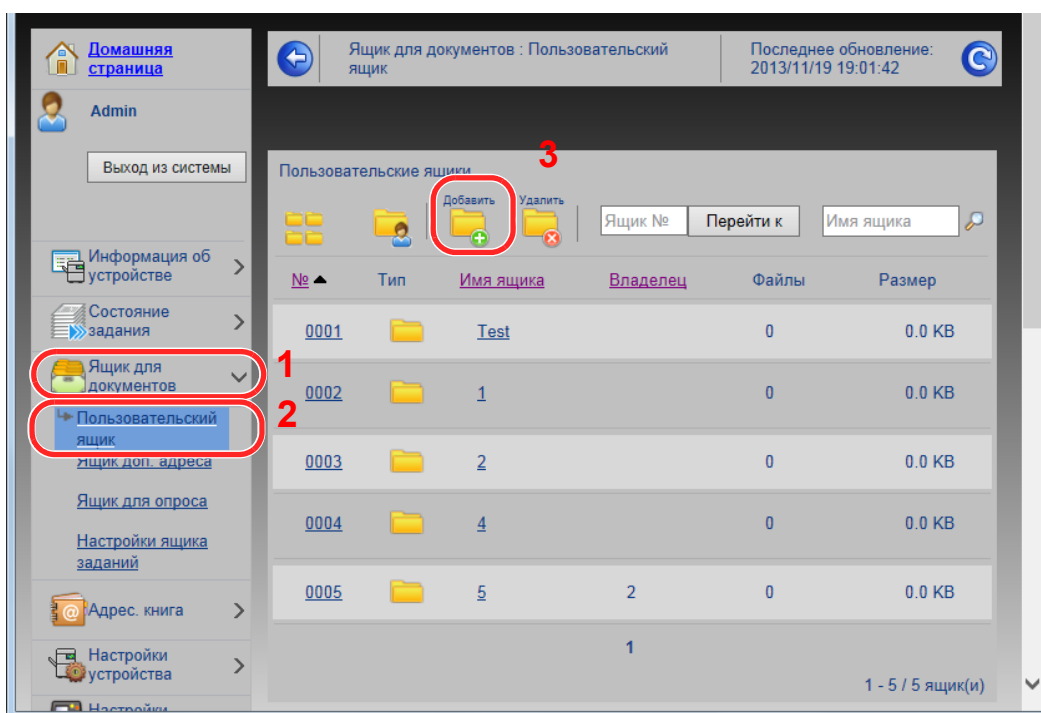 Домашняя
страница
Admin
Выход из системы
Информация об
устройстве
Состояние
задания
Ящик для
документов
1
Пользовательский
ящик
2
Ящик доп. адреса
Ящик для опроса
Настройки ящика
заданий
Адрес. книга
Настройки
устройства
Настройки
Ящик для документов : Пользовательский
ящик
Последнее обновление:
2013/11/19 19:01:42
3
Пользовательские ящики
Добавить Удалить
Ящик № Перейти к Имя ящика
№ Тип Имя ящика Владелец Файлы Размер
0001 Test 0 0.0 KB
0002 1 0 0.0 KB
0003 2 0 0.0 KB
0004 4 0 0.0 KB
0005 5 2 0 0.0 KB
1
1 - 5 / 5 ящик(и)